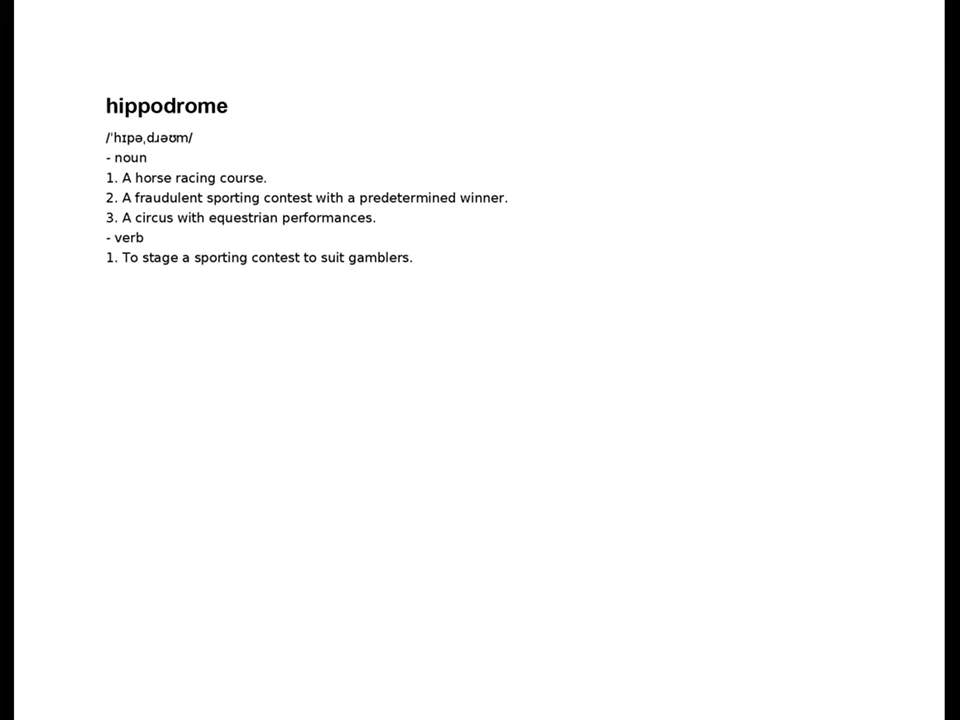 hippodrome
/ˈhɪpəˌdɹəʊm/
- noun
1. A horse racing course.
2. A fraudulent sporting contest with a predetermined winner.
3. A circus with equestrian performances.
- verb
1. To stage a sporting contest to suit gamblers.